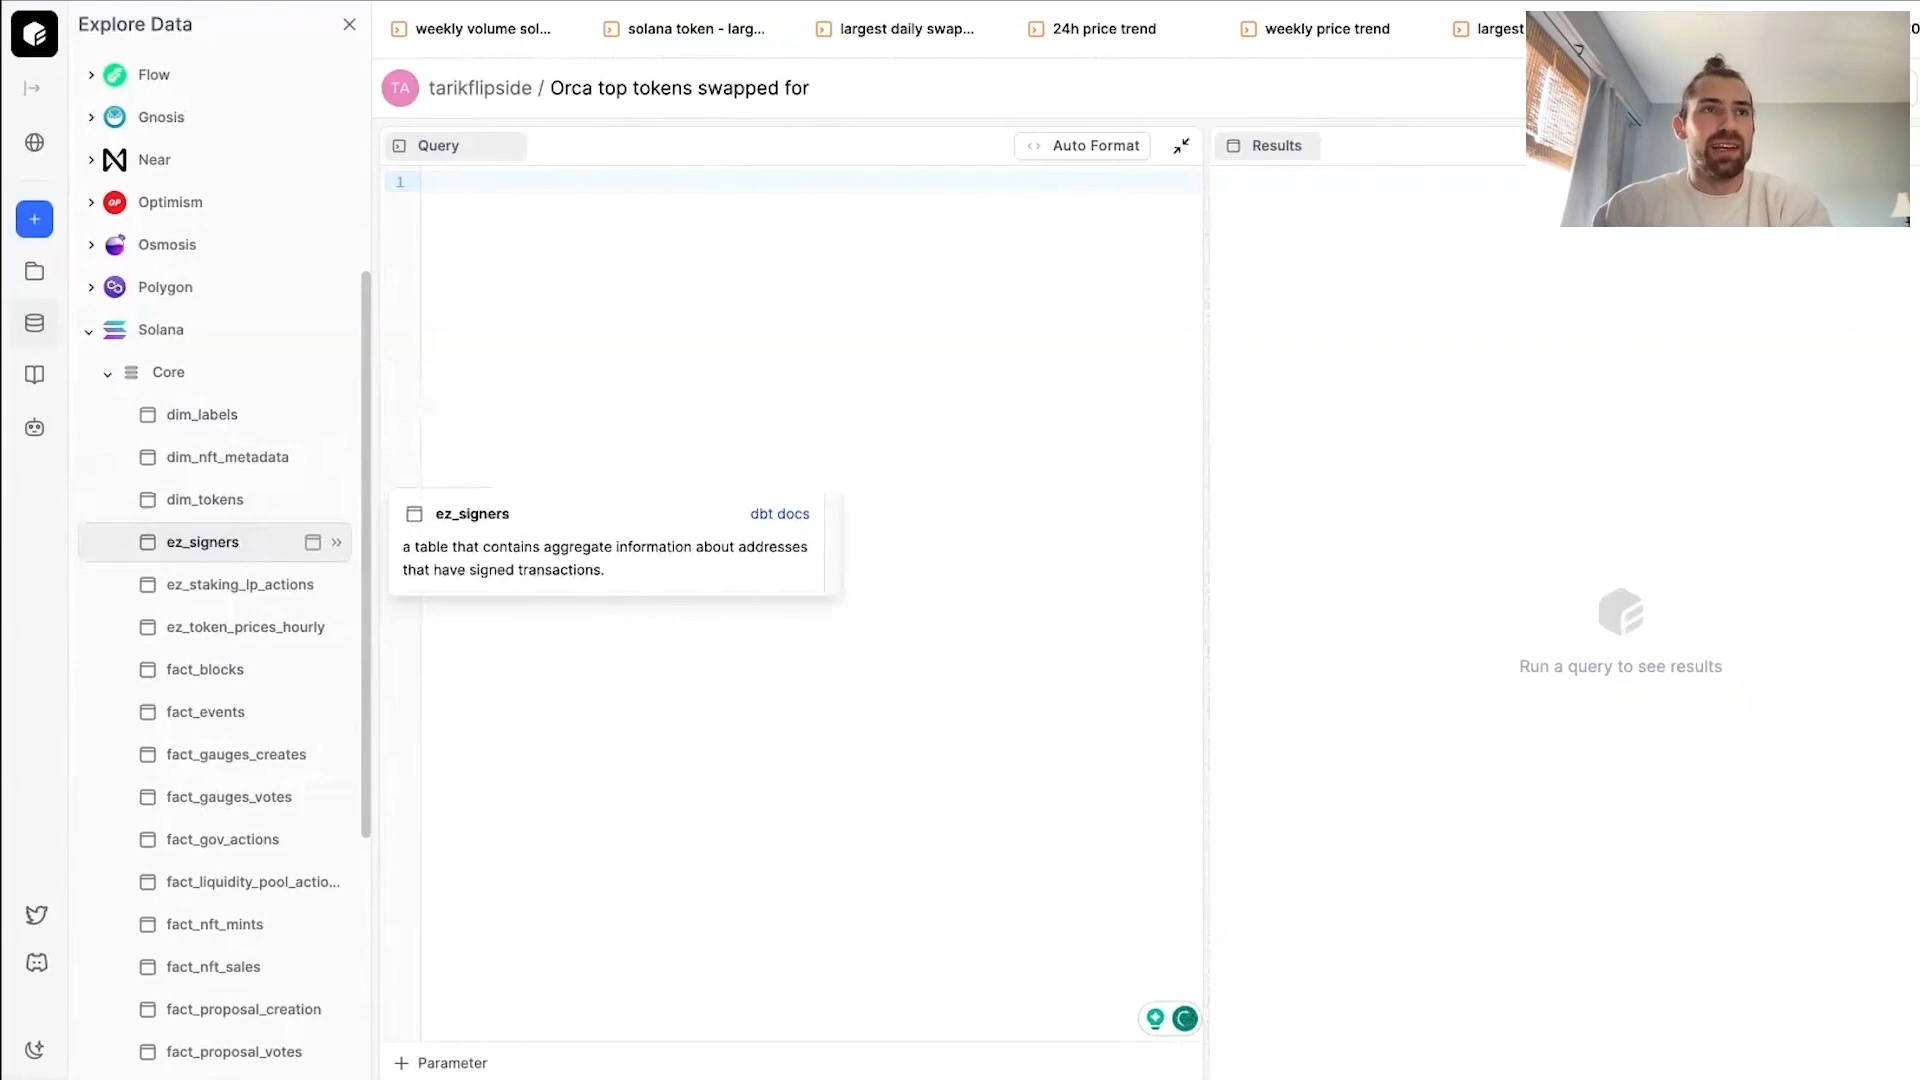 Explore Data
Flow
Gnosis
Near
OP
Optimism
Osmosis
Polygon
Solana
Core
dim_labels
dim_nft_metadata
dim_tokens
ez_signers
ez_staking_lp_actions
ez_token_prices_hourly
fact_blocks
fact_events
fact_gauges_creates
fact_gauges_votes
fact_gov_actions
fact_liquidity_pool_actio...
fact_nft_mints
fact_nft_sales
fact_proposal_creation
fact_proposal_votes
weekly volume sol...
solana token - larg...
largest daily swap...
24h price trend
weekly price trend
largest
TA
tarikflipside / Orca top tokens swapped for
Query
Auto Format
1
ez_signers
dbt docs
a table that contains aggregate information about addresses
that have signed transactions.
Parameter
Results
Run a query to see results